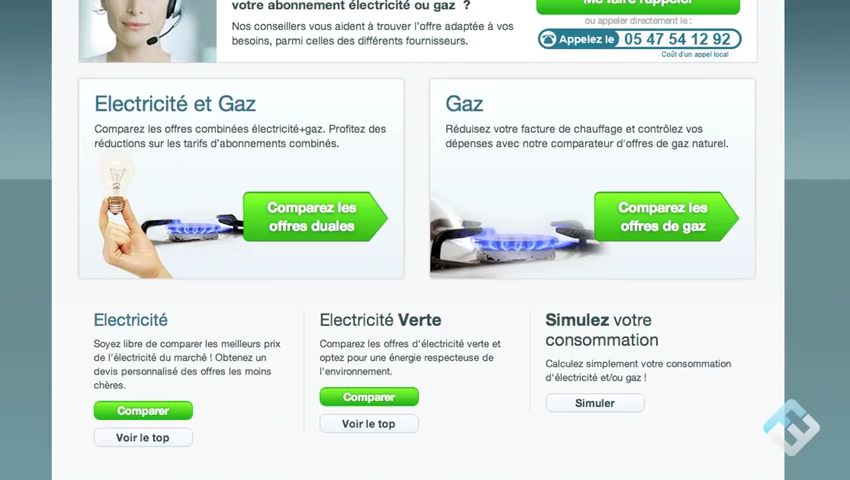 votre abonnement électricité ou gaz ?
Nos conseillers vous aident à trouver l'offre adaptée à vos
besoins, parmi celles des différents fournisseurs.
Me faire rappeler
ou appeler directement le :
Appelez le 05 47 54 12 92
Coût d'un appel local
Electricité et Gaz
Comparez les offres combinées électricité+gaz. Profitez des
réductions sur les tarifs d'abonnements combinés.
Comparez les
offres duales
Gaz
Réduisez votre facture de chauffage et contrôlez vos
dépenses avec notre comparateur d'offres de gaz naturel.
Comparez les
offres de gaz
Electricité
Soyez libre de comparer les meilleurs prix
de l'électricité du marché ! Obtenez un
devis personnalisé des offres les moins
chères.
Comparer
Voir le top
Electricité Verte
Comparez les offres d'électricité verte et
optez pour une énergie respecteuse de
l'environnement.
Comparer
Voir le top
Simulez votre
consommation
Calculez simplement votre consommation
d'électricité et/ou gaz !
Simuler